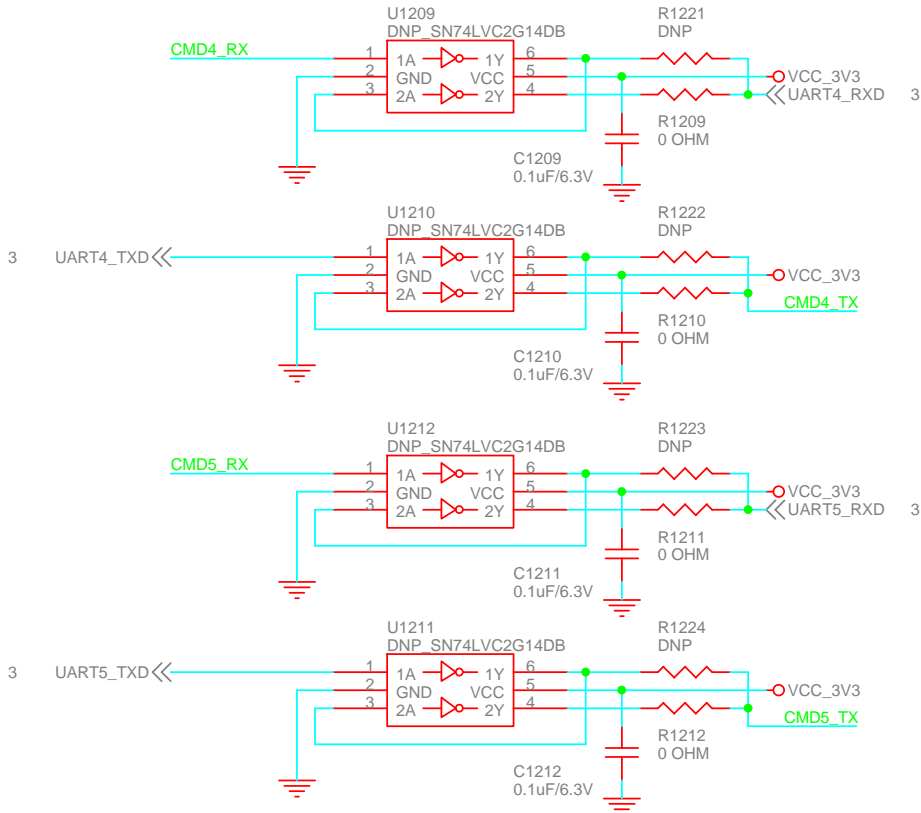 U1209
DNP_SN74LVC2G14DB
R1221
DNP
CMD4_RX
1 1A 1Y 6
2 GND VCC 5 VCC_3V3
3 2A 2Y 4 UART4_RXD 3
R1209
0 OHM
C1209
0.1uF/6.3V
U1210
DNP_SN74LVC2G14DB
R1222
DNP
3 UART4_TXD 1 1A 1Y 6
2 GND VCC 5 VCC_3V3
3 2A 2Y 4
CMD4_TX
R1210
0 OHM
C1210
0.1uF/6.3V
U1212
DNP_SN74LVC2G14DB
R1223
DNP
CMD5_RX
1 1A 1Y 6
2 GND VCC 5 VCC_3V3
3 2A 2Y 4 UART5_RXD 3
R1211
0 OHM
C1211
0.1uF/6.3V
U1211
DNP_SN74LVC2G14DB
R1224
DNP
3 UART5_TXD 1 1A 1Y 6
2 GND VCC 5 VCC_3V3
3 2A 2Y 4
CMD5_TX
R1212
0 OHM
C1212
0.1uF/6.3V